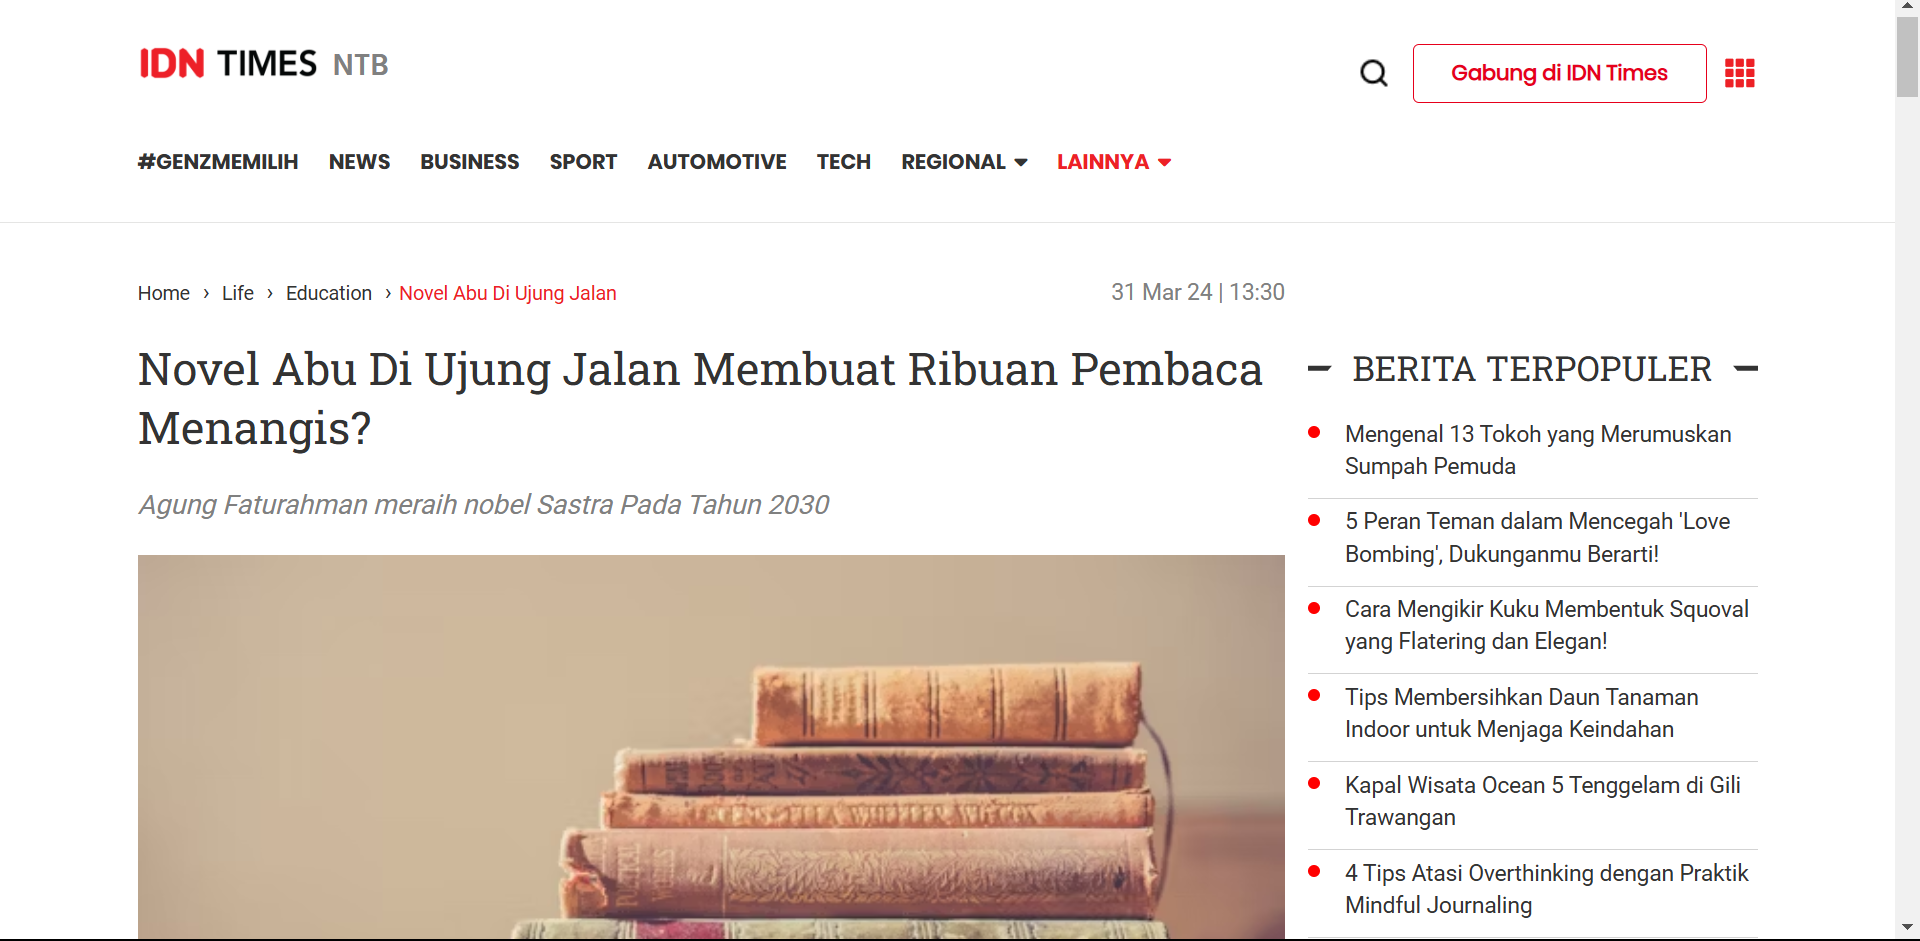 IDN TIMES NTB
Gabung di IDN Times
#GENZMEMILIH NEWS BUSINESS SPORT AUTOMOTIVE TECH REGIONAL LAINNYA
Home › Life › Education › Novel Abu Di Ujung Jalan
31 Mar 24 | 13:30
Novel Abu Di Ujung Jalan Membuat Ribuan Pembaca
Menangis?
Agung Faturahman meraih nobel Sastra Pada Tahun 2030
BERITA TERPOPULER
Mengenal 13 Tokoh yang Merumuskan
Sumpah Pemuda
5 Peran Teman dalam Mencegah 'Love
Bombing', Dukunganmu Berarti!
Cara Mengikir Kuku Membentuk Squoval
yang Flatering dan Elegan!
Tips Membersihkan Daun Tanaman
Indoor untuk Menjaga Keindahan
Kapal Wisata Ocean 5 Tenggelam di Gili
Trawangan
4 Tips Atasi Overthinking dengan Praktik
Mindful Journaling